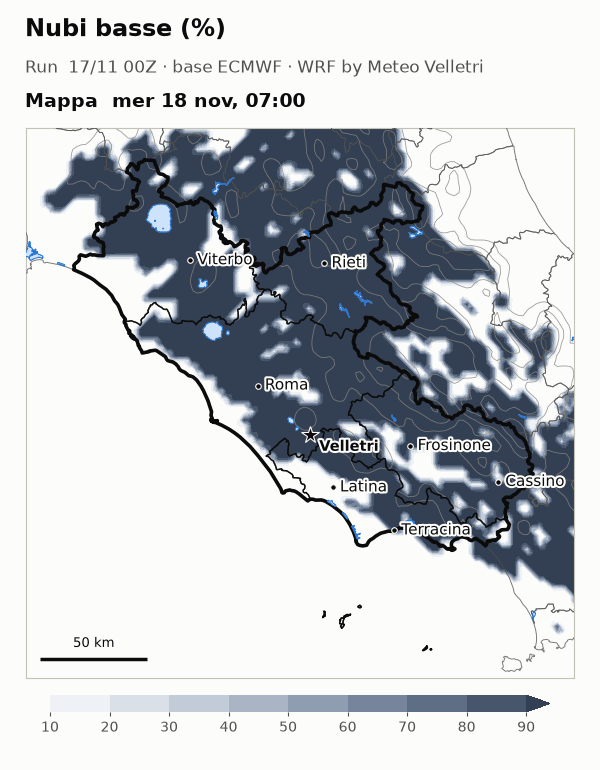 Nubi basse (%)
Run  17/11 00Z · base ECMWF · WRF by Meteo Velletri
Mappa  mer 18 nov, 07:00
Viterbo
Rieti
Roma
Velletri
Frosinone
Latina
Cassino
Terracina
50 km
10 20 30 40 50 60 70 80 90